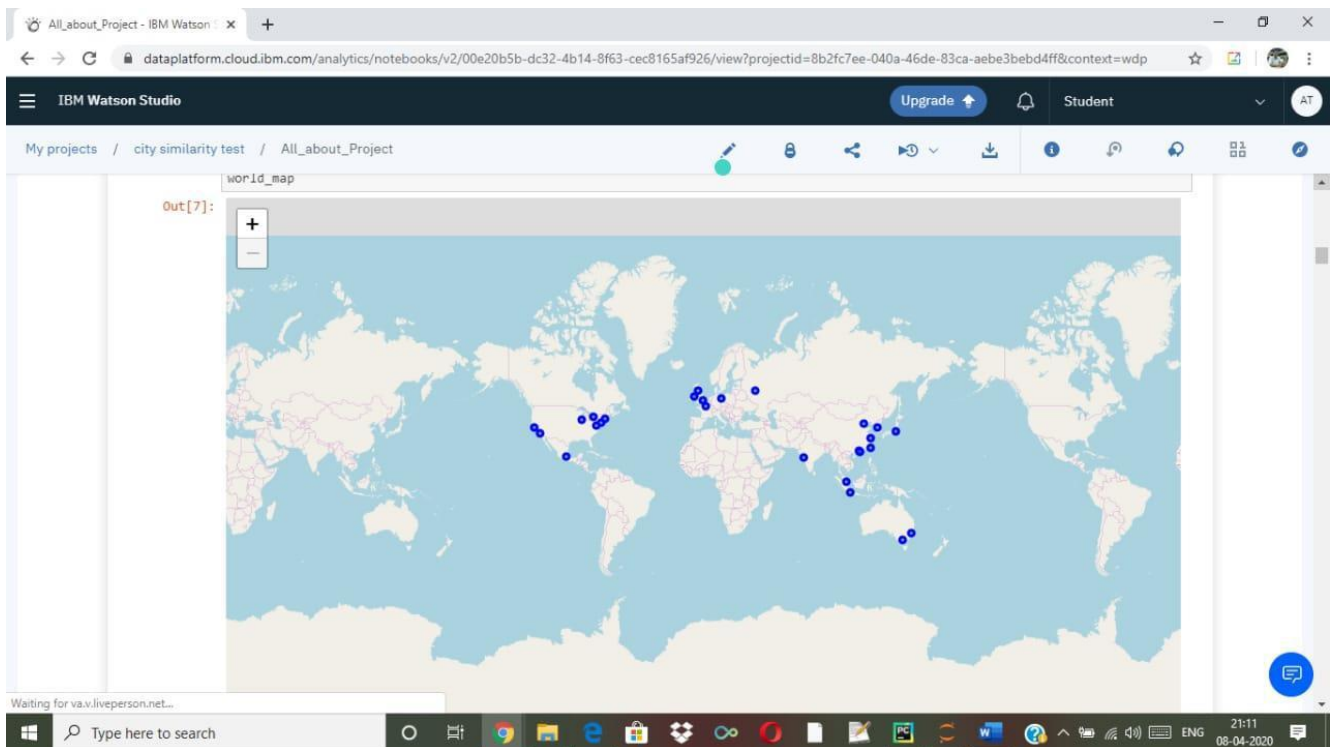 All_about_Project - IBM Watson S
dataplatform.cloud.ibm.com/analytics/notebooks/v2/00e20b5b-dc32-4b14-8f63-cec8165af926/view?projectid=8b2fc7ee-040a-46de-83ca-aebe3bebd4ff&context=wdp
IBM Watson Studio
Upgrade
Student
AT
My projects / city similarity test / All_about_Project
world_map
Out[7]:
+
−
Waiting for va.v.liveperson.net...
Type here to search
ENG
21:11
08-04-2020